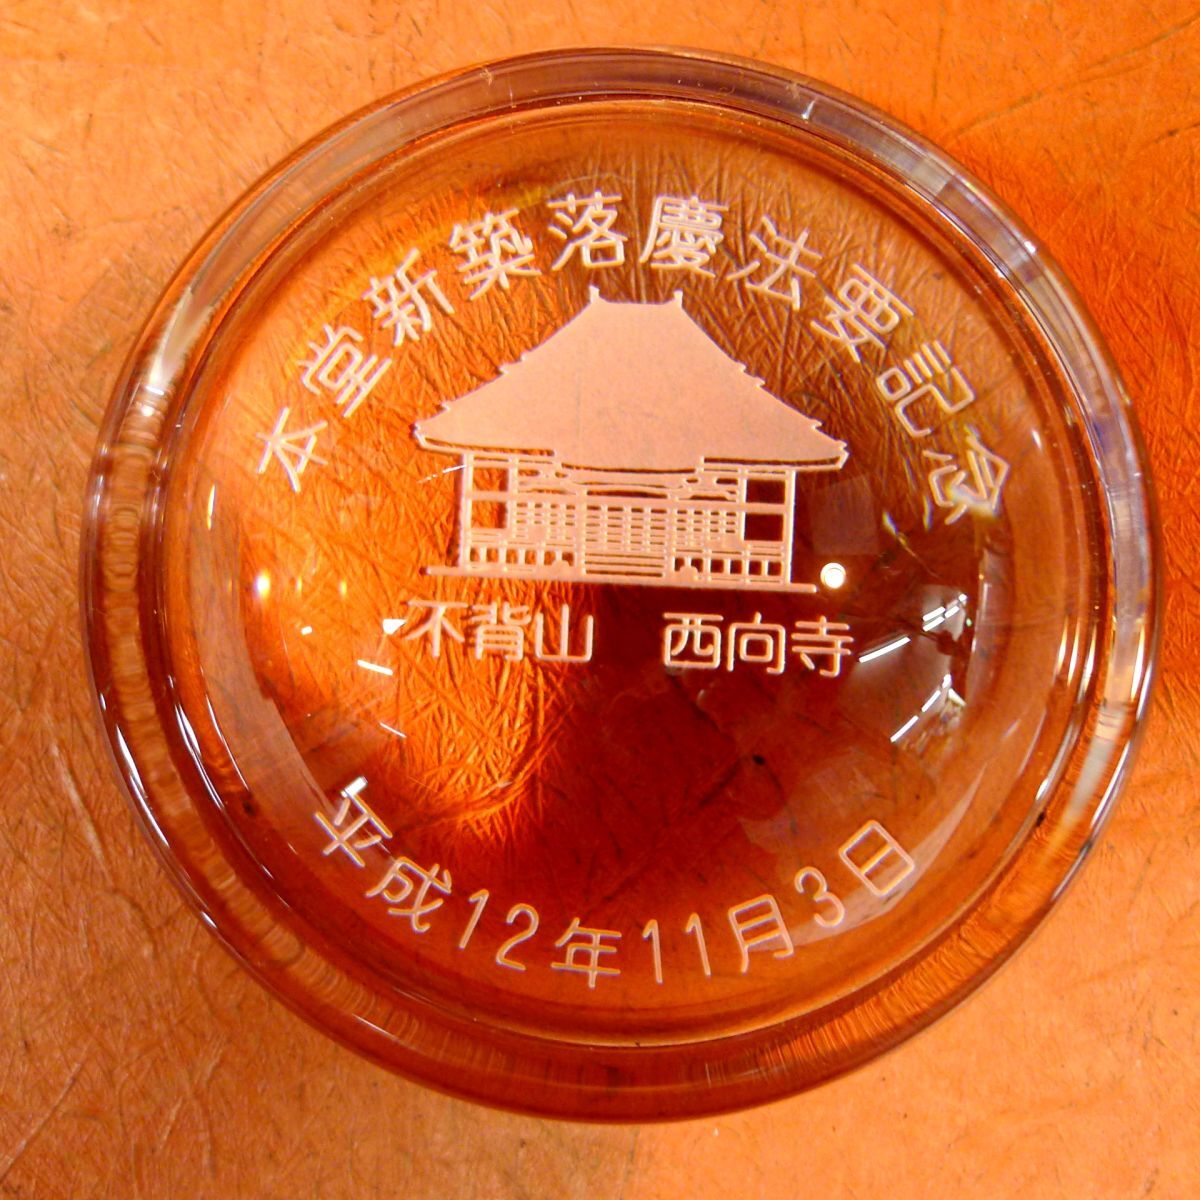 本堂新築落慶法要記念
不背山 西向寺
平成12年11月3日